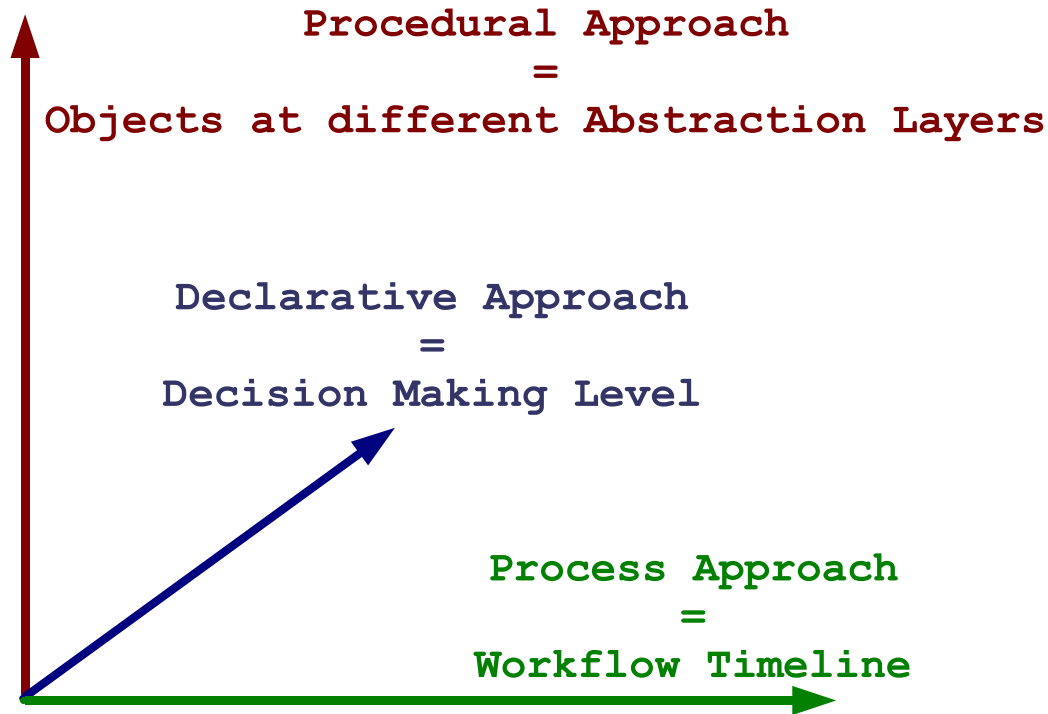 Procedural Approach
=
Objects at different Abstraction Layers
Declarative Approach
=
Decision Making Level
Process Approach
=
Workflow Timeline